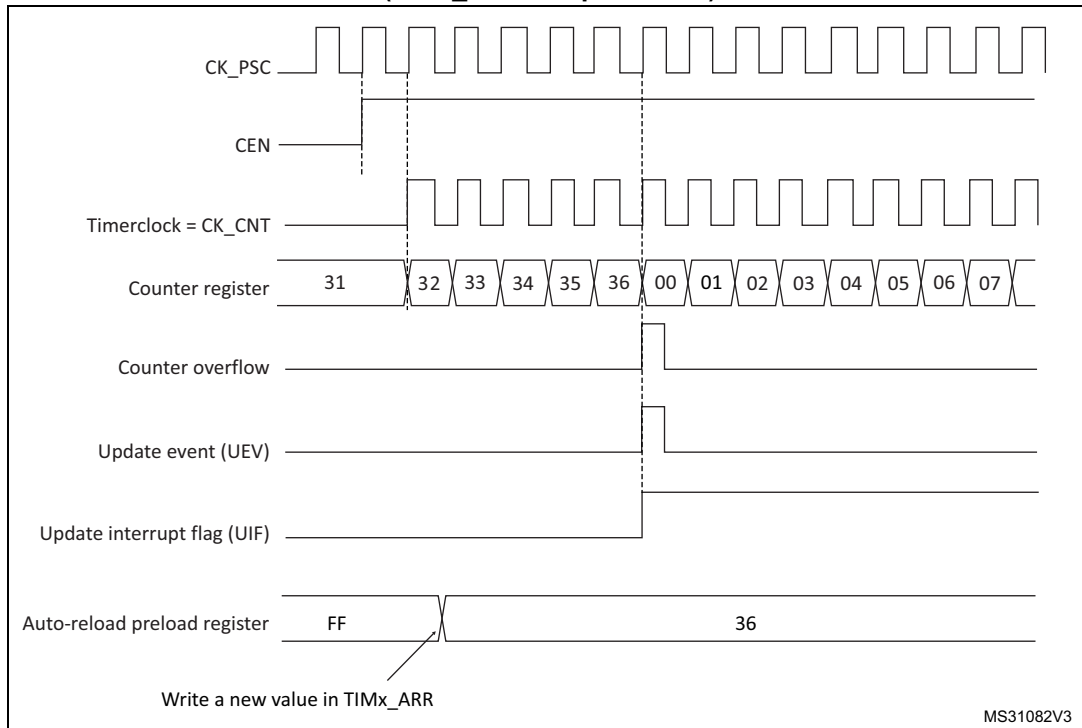 CK_PSC
CEN
Timerclock = CK_CNT
Counter register 31 32 33 34 35 36 00 01 02 03 04 05 06 07
Counter overflow
Update event (UEV)
Update interrupt flag (UIF)
Auto-reload preload register FF 36
Write a new value in TIMx_ARR
MS31082V3